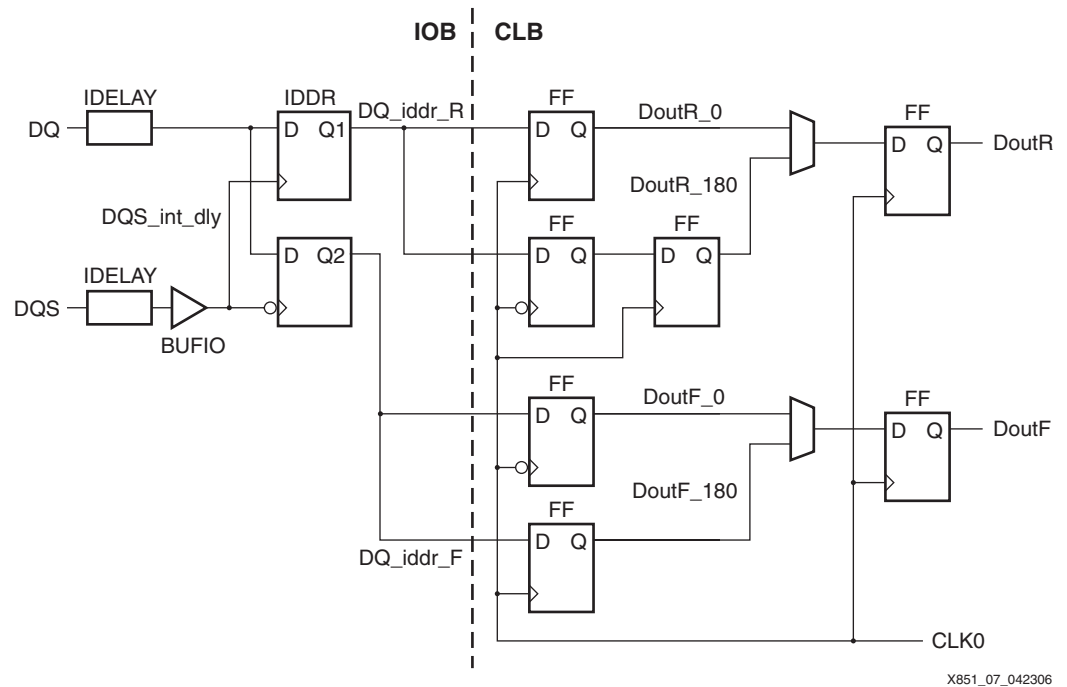 IOB CLB
IDELAY
DQ
IDDR
D Q1
DQ_iddr_R
FF
D Q
DoutR_0
FF
D Q
DoutR
DoutR_180
DQS_int_dly
FF
D Q
FF
D Q
D Q2
IDELAY
DQS
BUFIO
FF
D Q
DoutF_0
FF
D Q
DoutF
DoutF_180
FF
D Q
DQ_iddr_F
CLK0
X851_07_042306